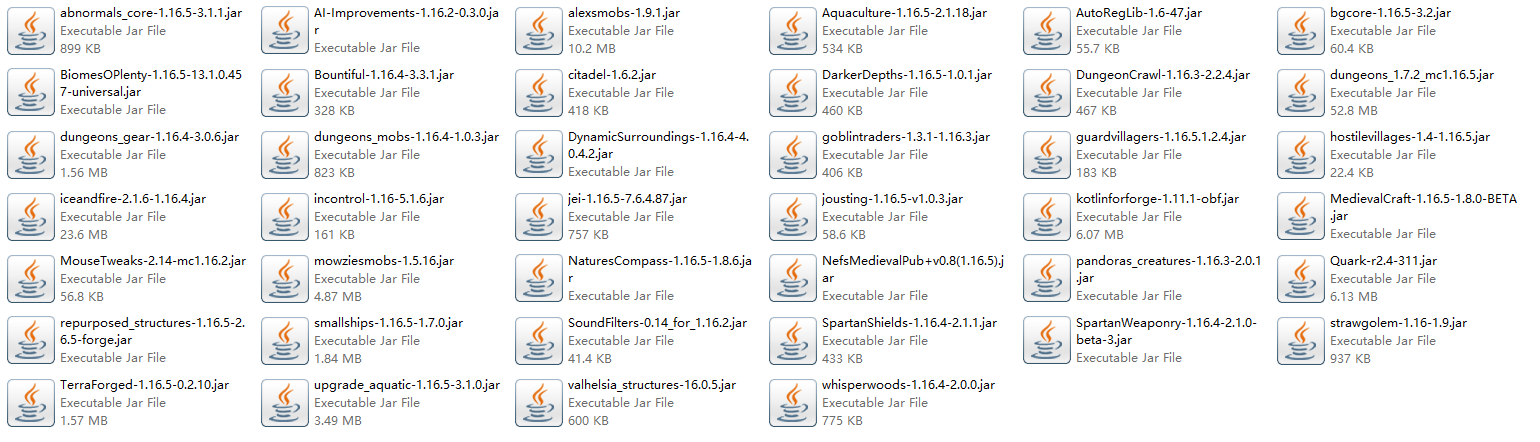 abnormals_core-1.16.5-3.1.1.jar
Executable Jar File
899 KB
AI-Improvements-1.16.2-0.3.0.ja
r
Executable Jar File
alexsmobs-1.9.1.jar
Executable Jar File
10.2 MB
Aquaculture-1.16.5-2.1.18.jar
Executable Jar File
534 KB
AutoRegLib-1.6-47.jar
Executable Jar File
55.7 KB
bgcore-1.16.5-3.2.jar
Executable Jar File
60.4 KB
BiomesOPlenty-1.16.5-13.1.0.45
7-universal.jar
Executable Jar File
Bountiful-1.16.4-3.3.1.jar
Executable Jar File
328 KB
citadel-1.6.2.jar
Executable Jar File
418 KB
DarkerDepths-1.16.5-1.0.1.jar
Executable Jar File
460 KB
DungeonCrawl-1.16.3-2.2.4.jar
Executable Jar File
467 KB
dungeons_1.7.2_mc1.16.5.jar
Executable Jar File
52.8 MB
dungeons_gear-1.16.4-3.0.6.jar
Executable Jar File
1.56 MB
dungeons_mobs-1.16.4-1.0.3.jar
Executable Jar File
823 KB
DynamicSurroundings-1.16.4-4.
0.4.2.jar
Executable Jar File
goblintraders-1.3.1-1.16.3.jar
Executable Jar File
406 KB
guardvillagers-1.16.5.1.2.4.jar
Executable Jar File
183 KB
hostilevillages-1.4-1.16.5.jar
Executable Jar File
22.4 KB
iceandfire-2.1.6-1.16.4.jar
Executable Jar File
23.6 MB
incontrol-1.16-5.1.6.jar
Executable Jar File
161 KB
jei-1.16.5-7.6.4.87.jar
Executable Jar File
757 KB
jousting-1.16.5-v1.0.3.jar
Executable Jar File
58.6 KB
kotlinforforge-1.11.1-obf.jar
Executable Jar File
6.07 MB
MedievalCraft-1.16.5-1.8.0-BETA
.jar
Executable Jar File
MouseTweaks-2.14-mc1.16.2.jar
Executable Jar File
56.8 KB
mowziesmobs-1.5.16.jar
Executable Jar File
4.87 MB
NaturesCompass-1.16.5-1.8.6.ja
r
Executable Jar File
NefsMedievalPub+v0.8(1.16.5).j
ar
Executable Jar File
pandoras_creatures-1.16.3-2.0.1
.jar
Executable Jar File
Quark-r2.4-311.jar
Executable Jar File
6.13 MB
repurposed_structures-1.16.5-2.
6.5-forge.jar
Executable Jar File
smallships-1.16.5-1.7.0.jar
Executable Jar File
1.84 MB
SoundFilters-0.14_for_1.16.2.jar
Executable Jar File
41.4 KB
SpartanShields-1.16.4-2.1.1.jar
Executable Jar File
433 KB
SpartanWeaponry-1.16.4-2.1.0-
beta-3.jar
Executable Jar File
strawgolem-1.16-1.9.jar
Executable Jar File
937 KB
TerraForged-1.16.5-0.2.10.jar
Executable Jar File
1.57 MB
upgrade_aquatic-1.16.5-3.1.0.jar
Executable Jar File
3.49 MB
valhelsia_structures-16.0.5.jar
Executable Jar File
600 KB
whisperwoods-1.16.4-2.0.0.jar
Executable Jar File
775 KB